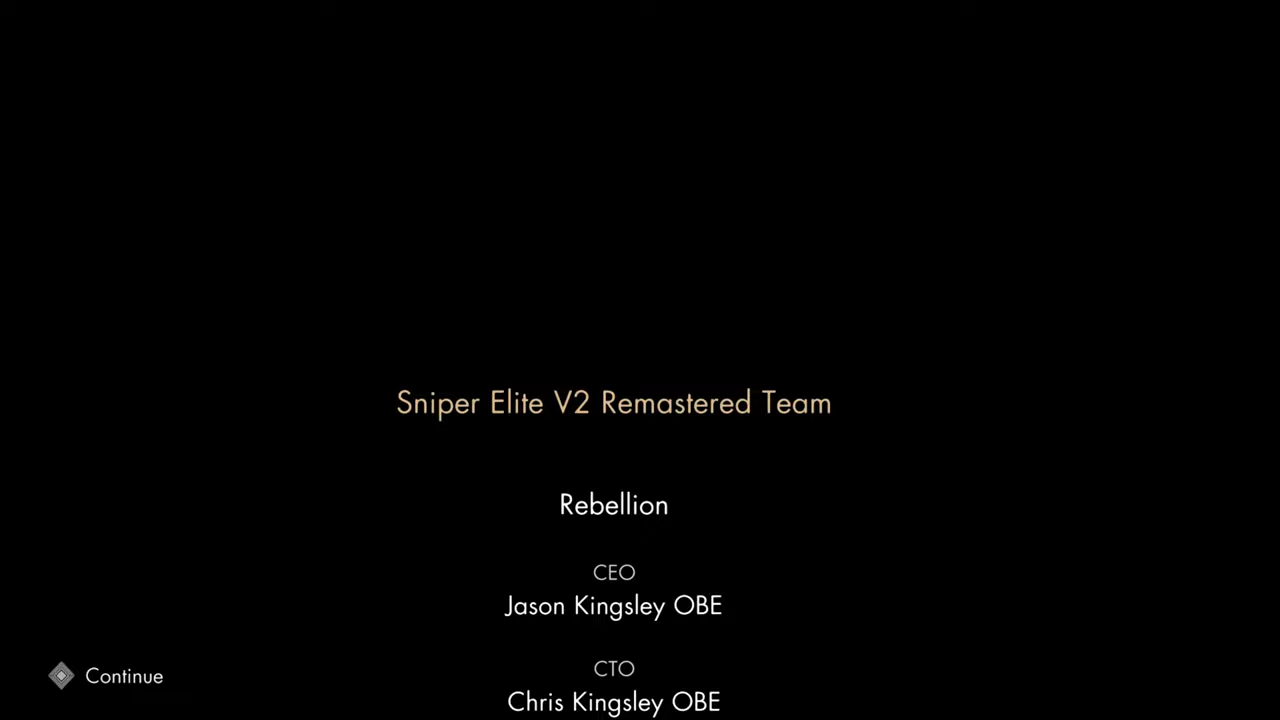 Sniper Elite V2 Remastered Team
Rebellion
CEO
Jason Kingsley OBE
CTO
Chris Kingsley OBE
Continue